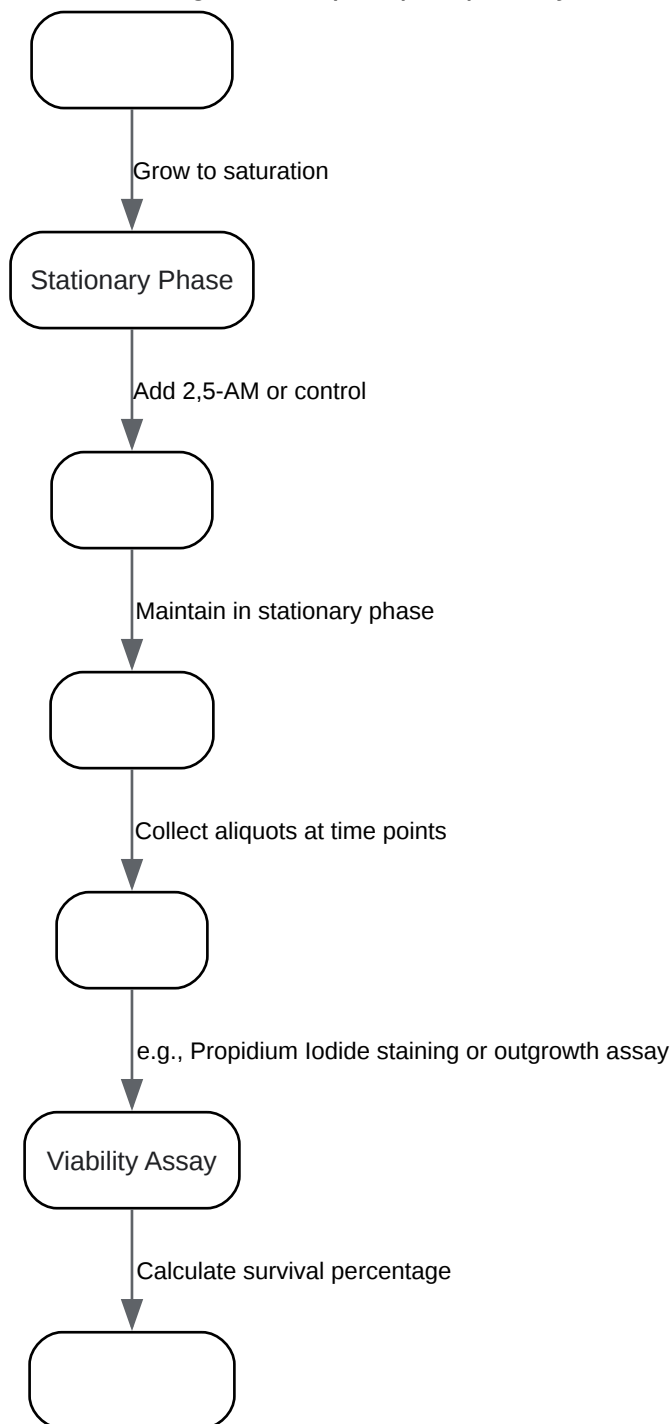 Grow to saturation
Stationary Phase
Add 2,5-AM or control
Maintain in stationary phase
Collect aliquots at time points
e.g., Propidium Iodide staining or outgrowth assay
Viability Assay
Calculate survival percentage